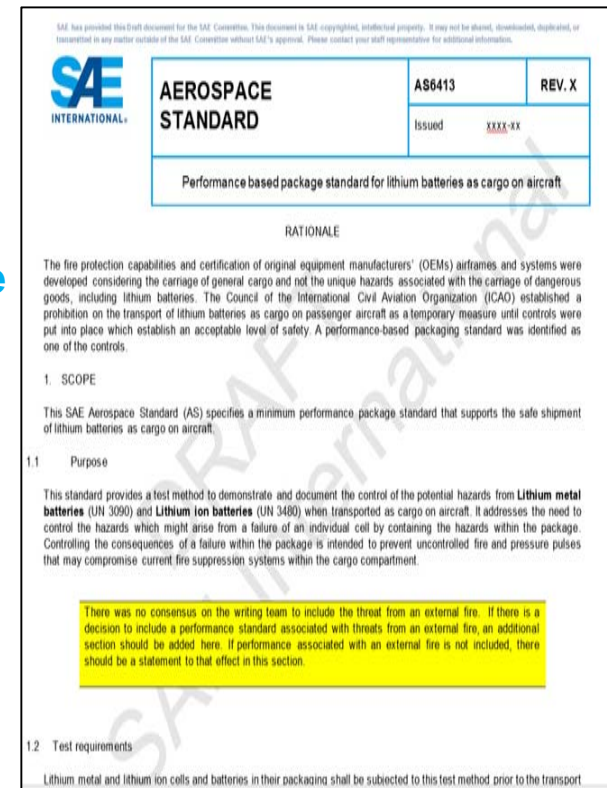 SAE has provided this Draft document for the SAE Committee. This document is SAE copyrighted, intellectual property. It may not be shared, downloaded, duplicated, or
transmitted in any matter outside of the SAE Committee without SAE's approval. Please contact your staff representative for additional information.
SAE
INTERNATIONAL®
AEROSPACE
STANDARD
AS6413
REV. X
Issued xxxx-xx
Performance based package standard for lithium batteries as cargo on aircraft
RATIONALE
The fire protection capabilities and certification of original equipment manufacturers' (OEMs) airframes and systems were
developed considering the carriage of general cargo and not the unique hazards associated with the carriage of dangerous
goods, including lithium batteries. The Council of the International Civil Aviation Organization (ICAO) established a
prohibition on the transport of lithium batteries as cargo on passenger aircraft as a temporary measure until controls were
put into place which establish an acceptable level of safety. A performance-based packaging standard was identified as
one of the controls.
1. SCOPE
This SAE Aerospace Standard (AS) specifies a minimum performance package standard that supports the safe shipment
of lithium batteries as cargo on aircraft.
1.1 Purpose
This standard provides a test method to demonstrate and document the control of the potential hazards from Lithium metal
batteries (UN 3090) and Lithium ion batteries (UN 3480) when transported as cargo on aircraft. It addresses the need to
control the hazards which might arise from a failure of an individual cell by containing the hazards within the package.
Controlling the consequences of a failure within the package is intended to prevent uncontrolled fire and pressure pulses
that may compromise current fire suppression systems within the cargo compartment.
There was no consensus on the writing team to include the threat from an external fire. If there is a
decision to include a performance standard associated with threats from an external fire, an additional
section should be added here. If performance associated with an external fire is not included, there
should be a statement to that effect in this section.
1.2 Test requirements
Lithium metal and lithium ion cells and batteries in their packaging shall be subjected to this test method prior to the transport